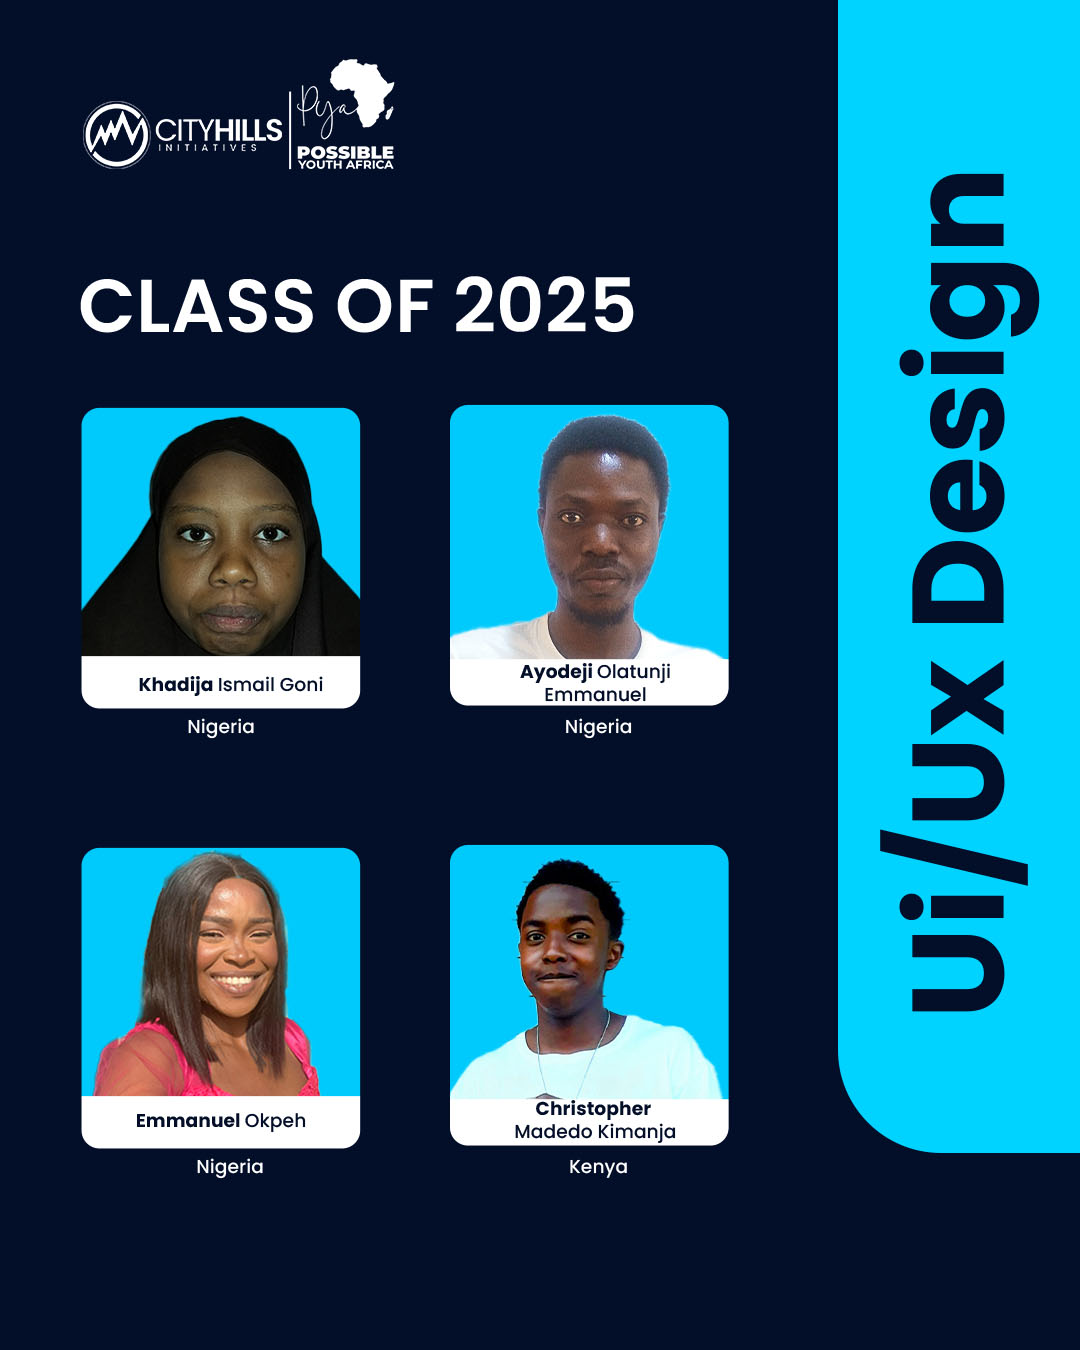 CITYHILLS
INITIATIVES
Pya
POSSIBLE
YOUTH AFRICA
CLASS OF 2025
Khadija Ismail Goni
Nigeria
Ayodeji Olatunji
Emmanuel
Nigeria
Emmanuel Okpeh
Nigeria
Christopher
Madedo Kimanja
Kenya
Ui/Ux Design